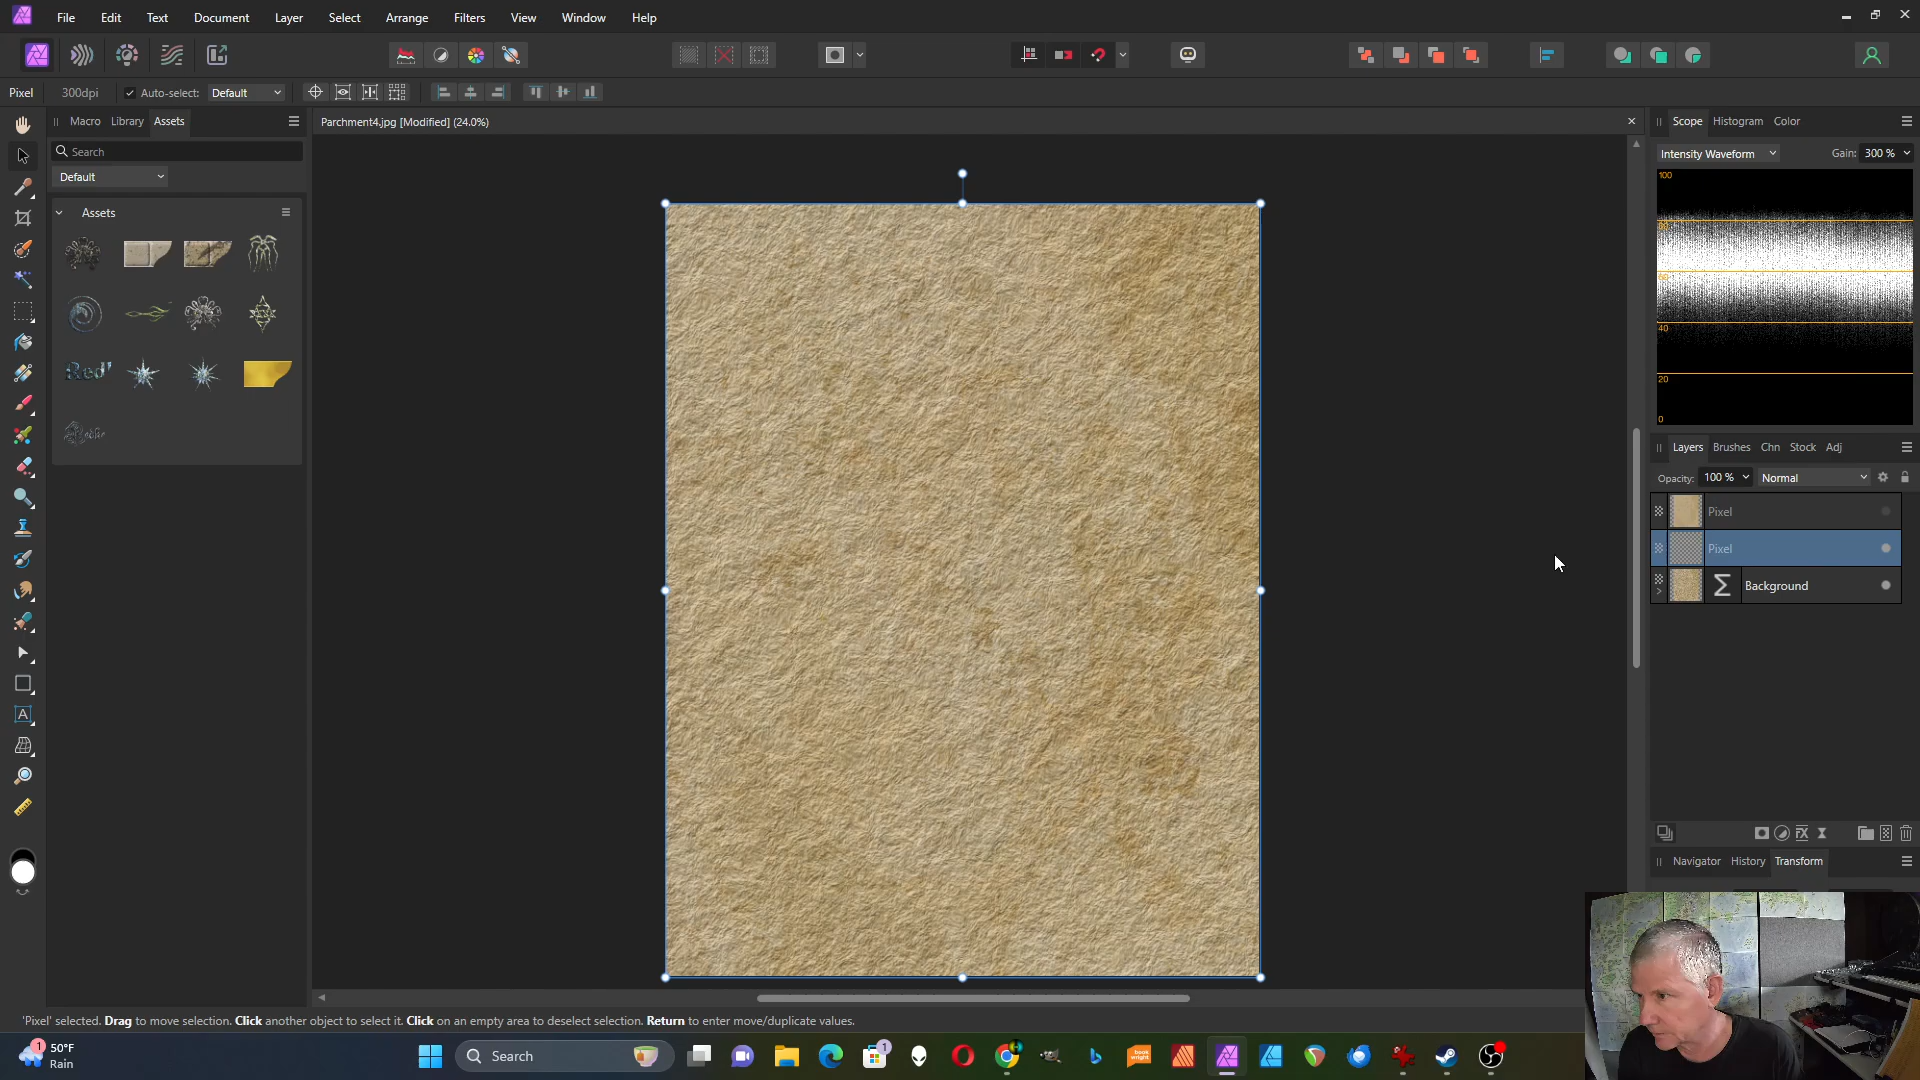 File Edit Text Document Layer Select Arrange Filters View Window Help
Pixel 300dpi Auto-select: Default
Macro Library Assets
Parchment4.jpg [Modified] (24.0%)
Scope Histogram Color
Search
Intensity Waveform Gain: 300 %
Default
100
Assets
80
60
40
20
0
Layers Brushes Chn Stock Adj
Opacity: 100 % Normal
Pixel
Pixel
Background
Navigator History Transform
'Pixel' selected. Drag to move selection. Click another object to select it. Click on an empty area to deselect selection. Return to enter move/duplicate values.
1 50°F
Rain
Search
1